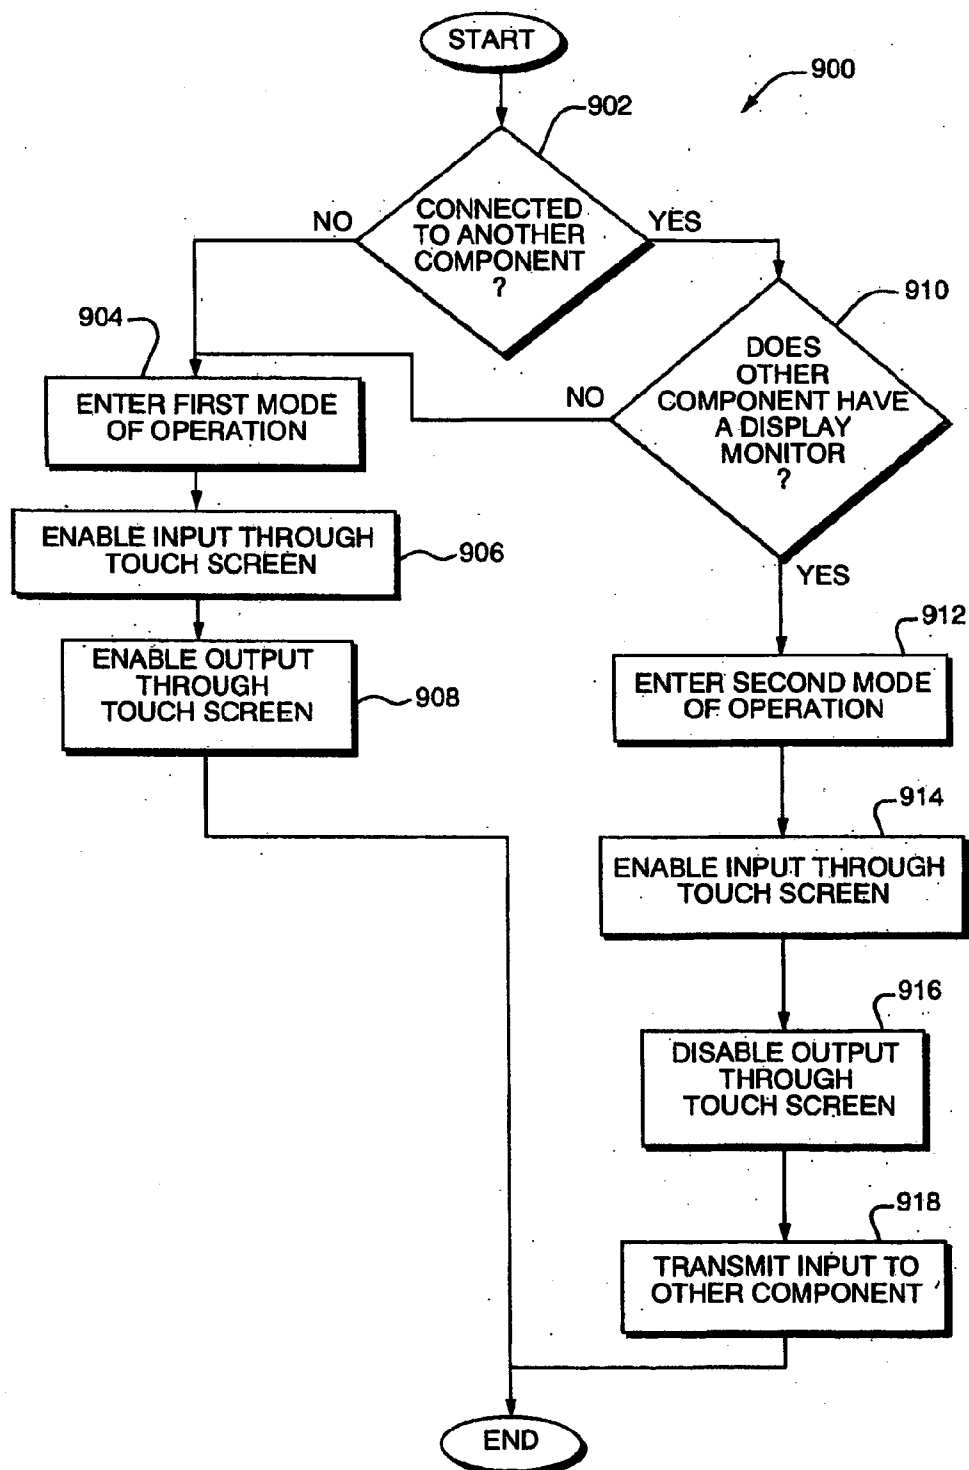 START
900
902
CONNECTED
TO ANOTHER
COMPONENT
?
NO
YES
910
DOES
OTHER
COMPONENT HAVE
A DISPLAY
MONITOR
?
NO
YES
904
ENTER FIRST MODE
OF OPERATION
ENABLE INPUT THROUGH
TOUCH SCREEN
906
ENABLE OUTPUT
THROUGH
TOUCH SCREEN
908
912
ENTER SECOND MODE
OF OPERATION
914
ENABLE INPUT THROUGH
TOUCH SCREEN
916
DISABLE OUTPUT
THROUGH
TOUCH SCREEN
918
TRANSMIT INPUT TO
OTHER COMPONENT
END